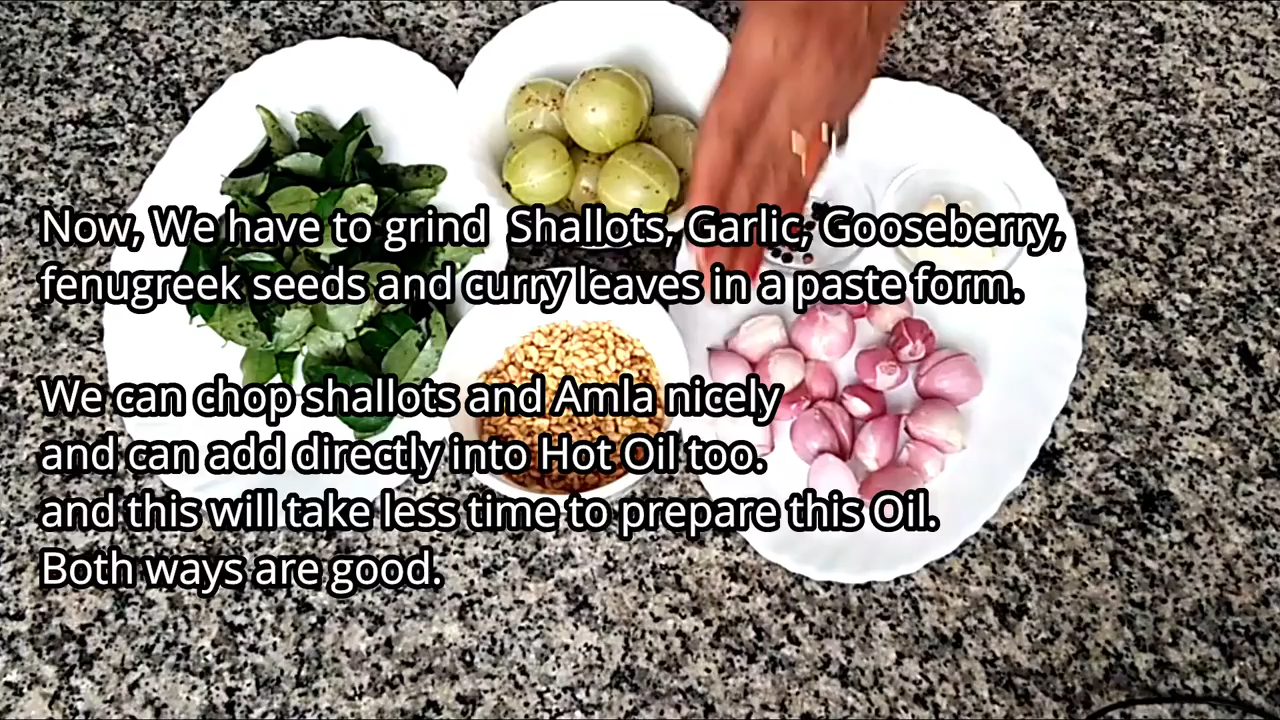 Now, We have to grind  Shallots, Garlic, Gooseberry,
fenugreek seeds and curry leaves in a paste form.
We can chop shallots and Amla nicely
and can add directly into Hot Oil too.
and this will take less time to prepare this Oil.
Both ways are good.